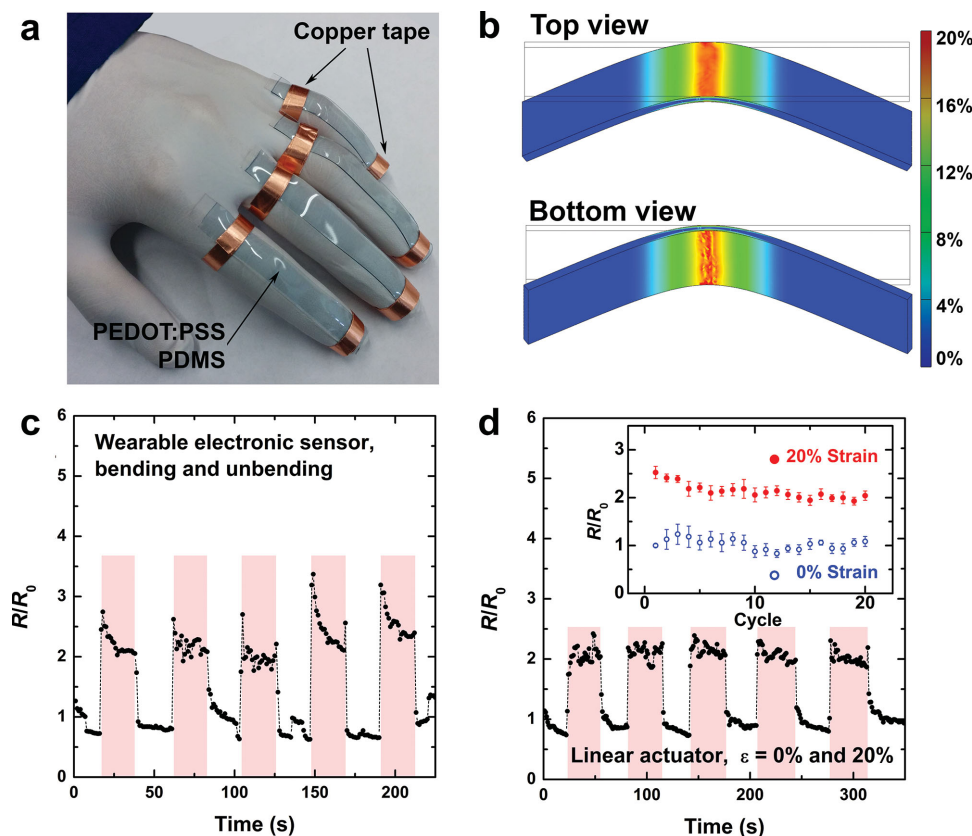 a
Copper tape
PEDOT:PSS
PDMS
b
Top view
Bottom view
20%
16%
12%
8%
4%
0%
c
Wearable electronic sensor,
bending and unbending
R/R0
6
5
4
3
2
1
0
0 50 100 150 200
Time (s)
d
R/R0
6
5
4
3
2
1
0
R/R0
3
2
1
0
20% Strain
0% Strain
0 10 20
Cycle
Linear actuator, ε = 0% and 20%
0 100 200 300
Time (s)